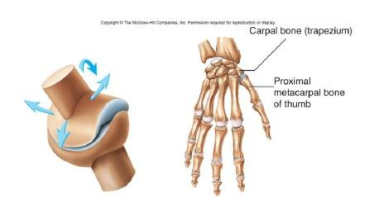 Copyright © The McGraw-Hill Companies, Inc. Permission required for reproduction or display.
Carpal bone (trapezium)
Proximal
metacarpal bone
of thumb